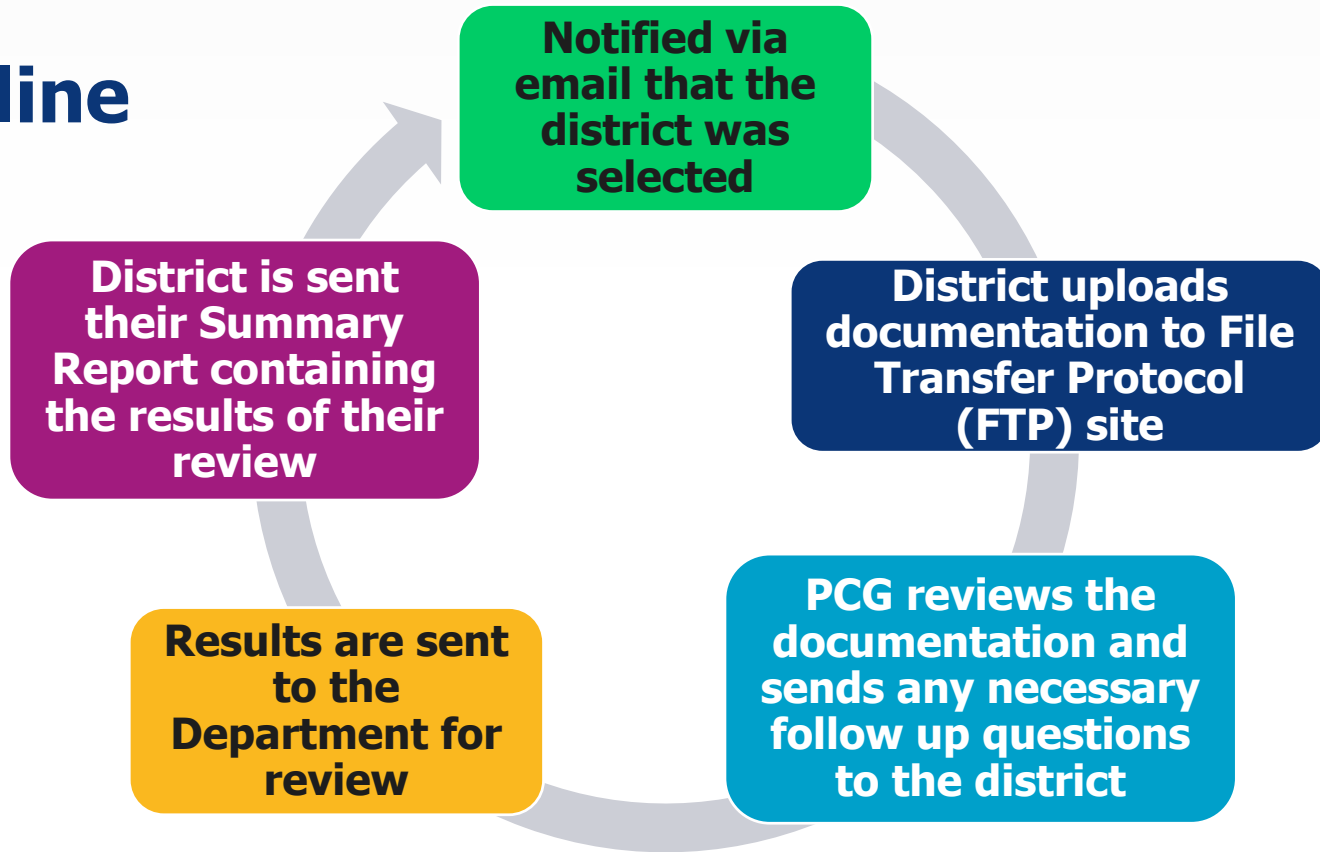 line
Notified via
email that the
district was
selected
District uploads
documentation to File
Transfer Protocol
(FTP) site
PCG reviews the
documentation and
sends any necessary
follow up questions
to the district
Results are sent
to the
Department for
review
District is sent
their Summary
Report containing
the results of their
review